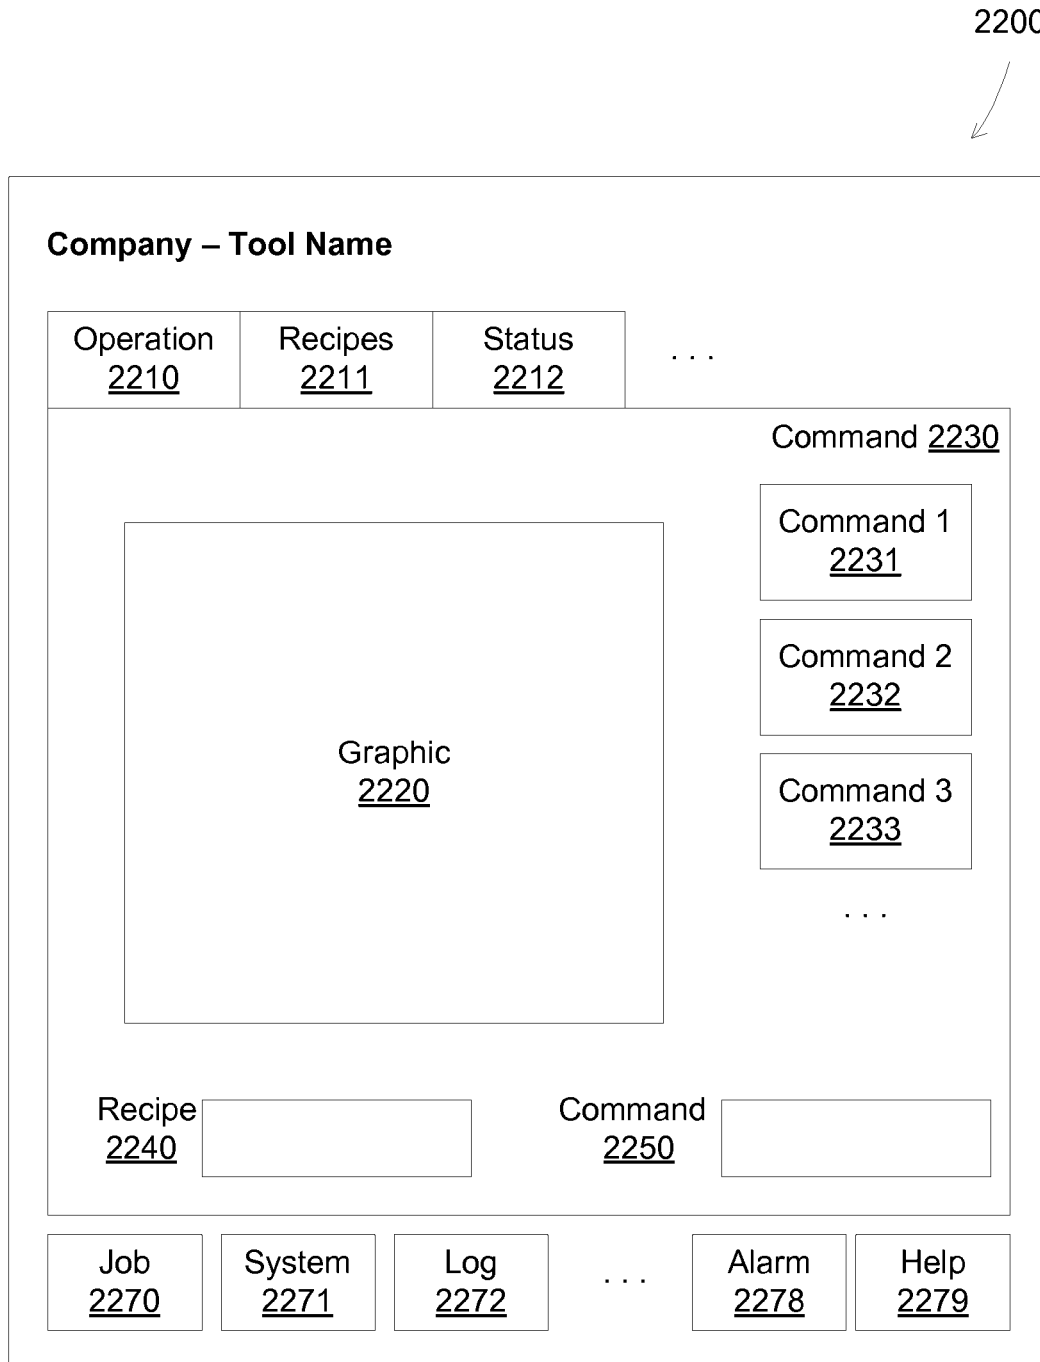 2200
Company – Tool Name
Operation
2210
Recipes
2211
Status
2212
. . .
Command 2230
Command 1
2231
Command 2
2232
Command 3
2233
. . .
Graphic
2220
Recipe
2240
Command
2250
Job
2270
System
2271
Log
2272
. . .
Alarm
2278
Help
2279